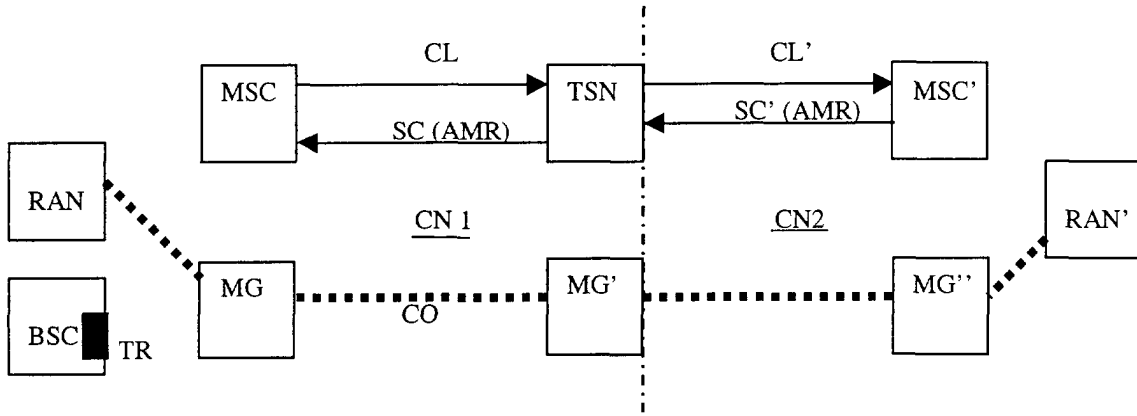 CL
CL'
MSC
TSN
MSC'
SC (AMR)
SC' (AMR)
RAN
CN 1
CN2
RAN'
MG
MG'
MG''
CO
BSC
TR